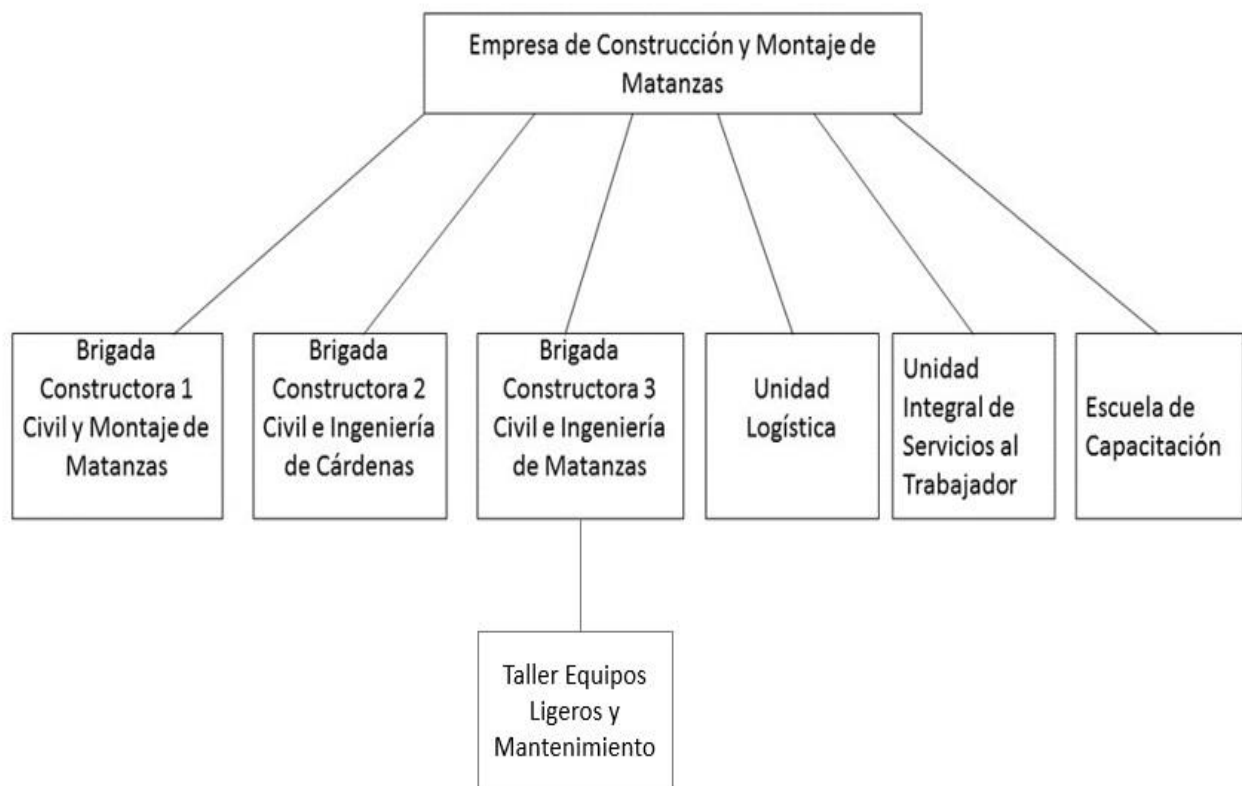 Empresa de Construcción y Montaje de
Matanzas
Brigada
Constructora 1
Civil y Montaje de
Matanzas
Brigada
Constructora 2
Civil e Ingeniería
de Cárdenas
Brigada
Constructora 3
Civil e Ingeniería
de Matanzas
Unidad
Logística
Unidad
Integral de
Servicios al
Trabajador
Escuela de
Capacitación
Taller Equipos
Ligeros y
Mantenimiento